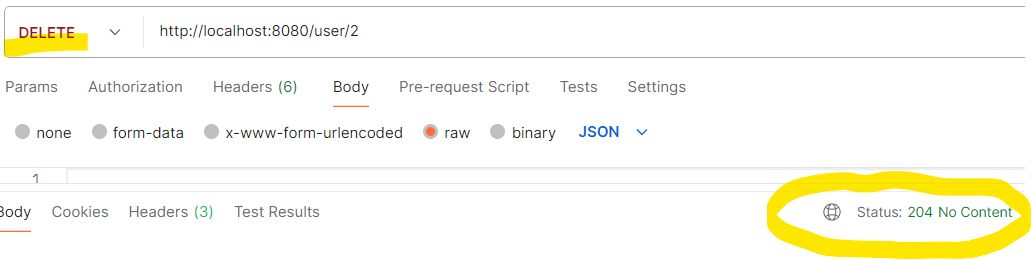 DELETE http://localhost:8080/user/2
Params Authorization Headers (6) Body Pre-request Script Tests Settings
none form-data x-www-form-urlencoded raw binary JSON
1
Body Cookies Headers (3) Test Results Status: 204 No Content